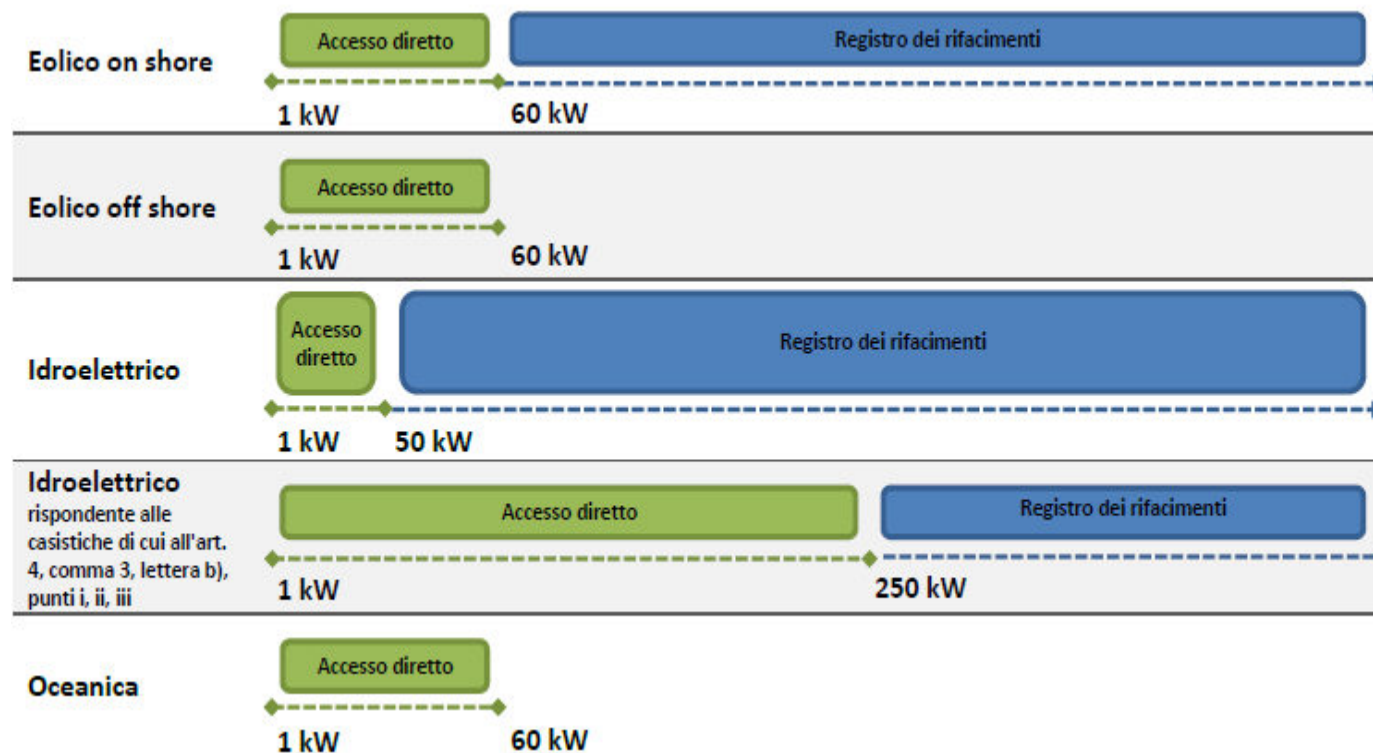 Eolico on shore
Accesso diretto
Registro dei rifacimenti
1 kW
60 kW
Eolico off shore
Accesso diretto
1 kW
60 kW
Idroelettrico
Accesso
diretto
Registro dei rifacimenti
1 kW
50 kW
Idroelettrico
rispondente alle
casistiche di cui all'art.
4, comma 3, lettera b),
punti i, ii, iii
Accesso diretto
Registro dei rifacimenti
1 kW
250 kW
Oceanica
Accesso diretto
1 kW
60 kW